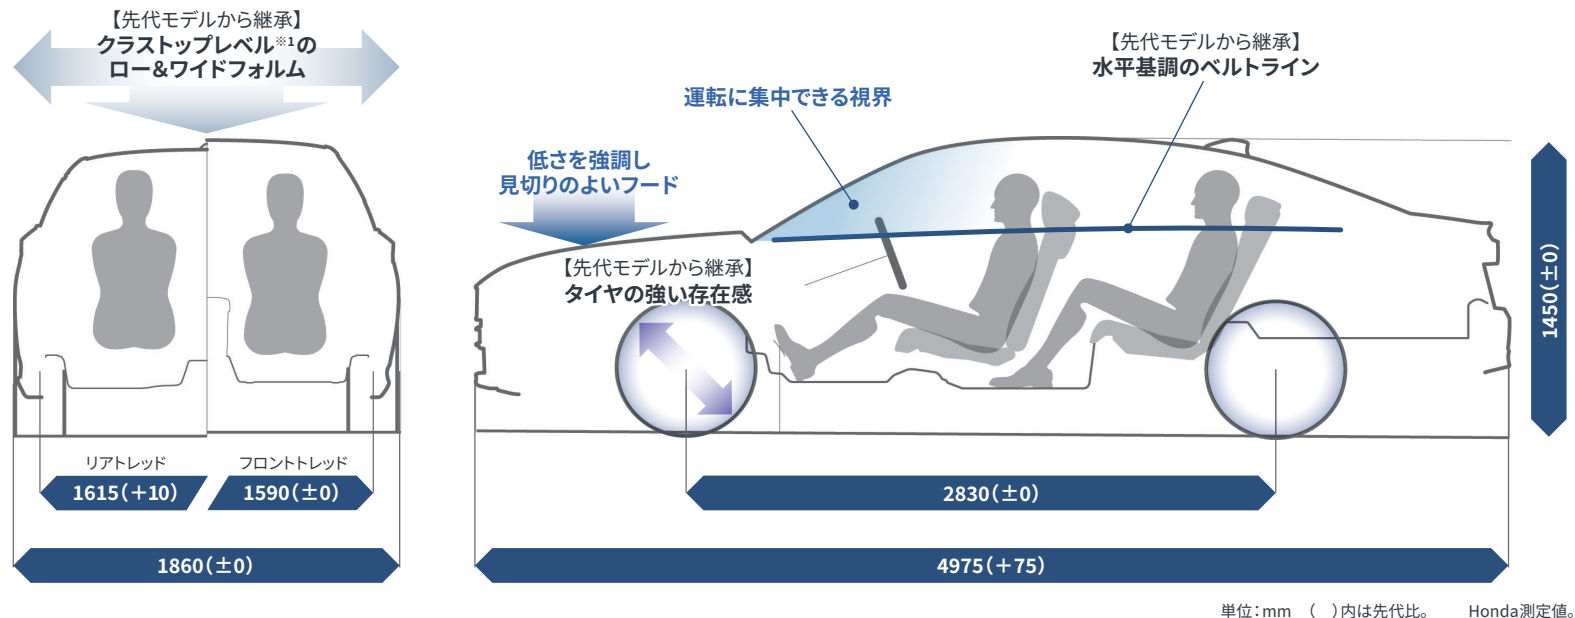 【先代モデルから継承】
クラストップレベル※1の
ロー&ワイドフォルム
【先代モデルから継承】
水平基調のベルトライン
運転に集中できる視界
低さを強調し
見切りのよいフード
【先代モデルから継承】
タイヤの強い存在感
1450(±0)
リアトレッド
フロントトレッド
1615(+10)
1590(±0)
2830(±0)
1860(±0)
4975(+75)
単位:mm ( )内は先代比。 Honda測定値。